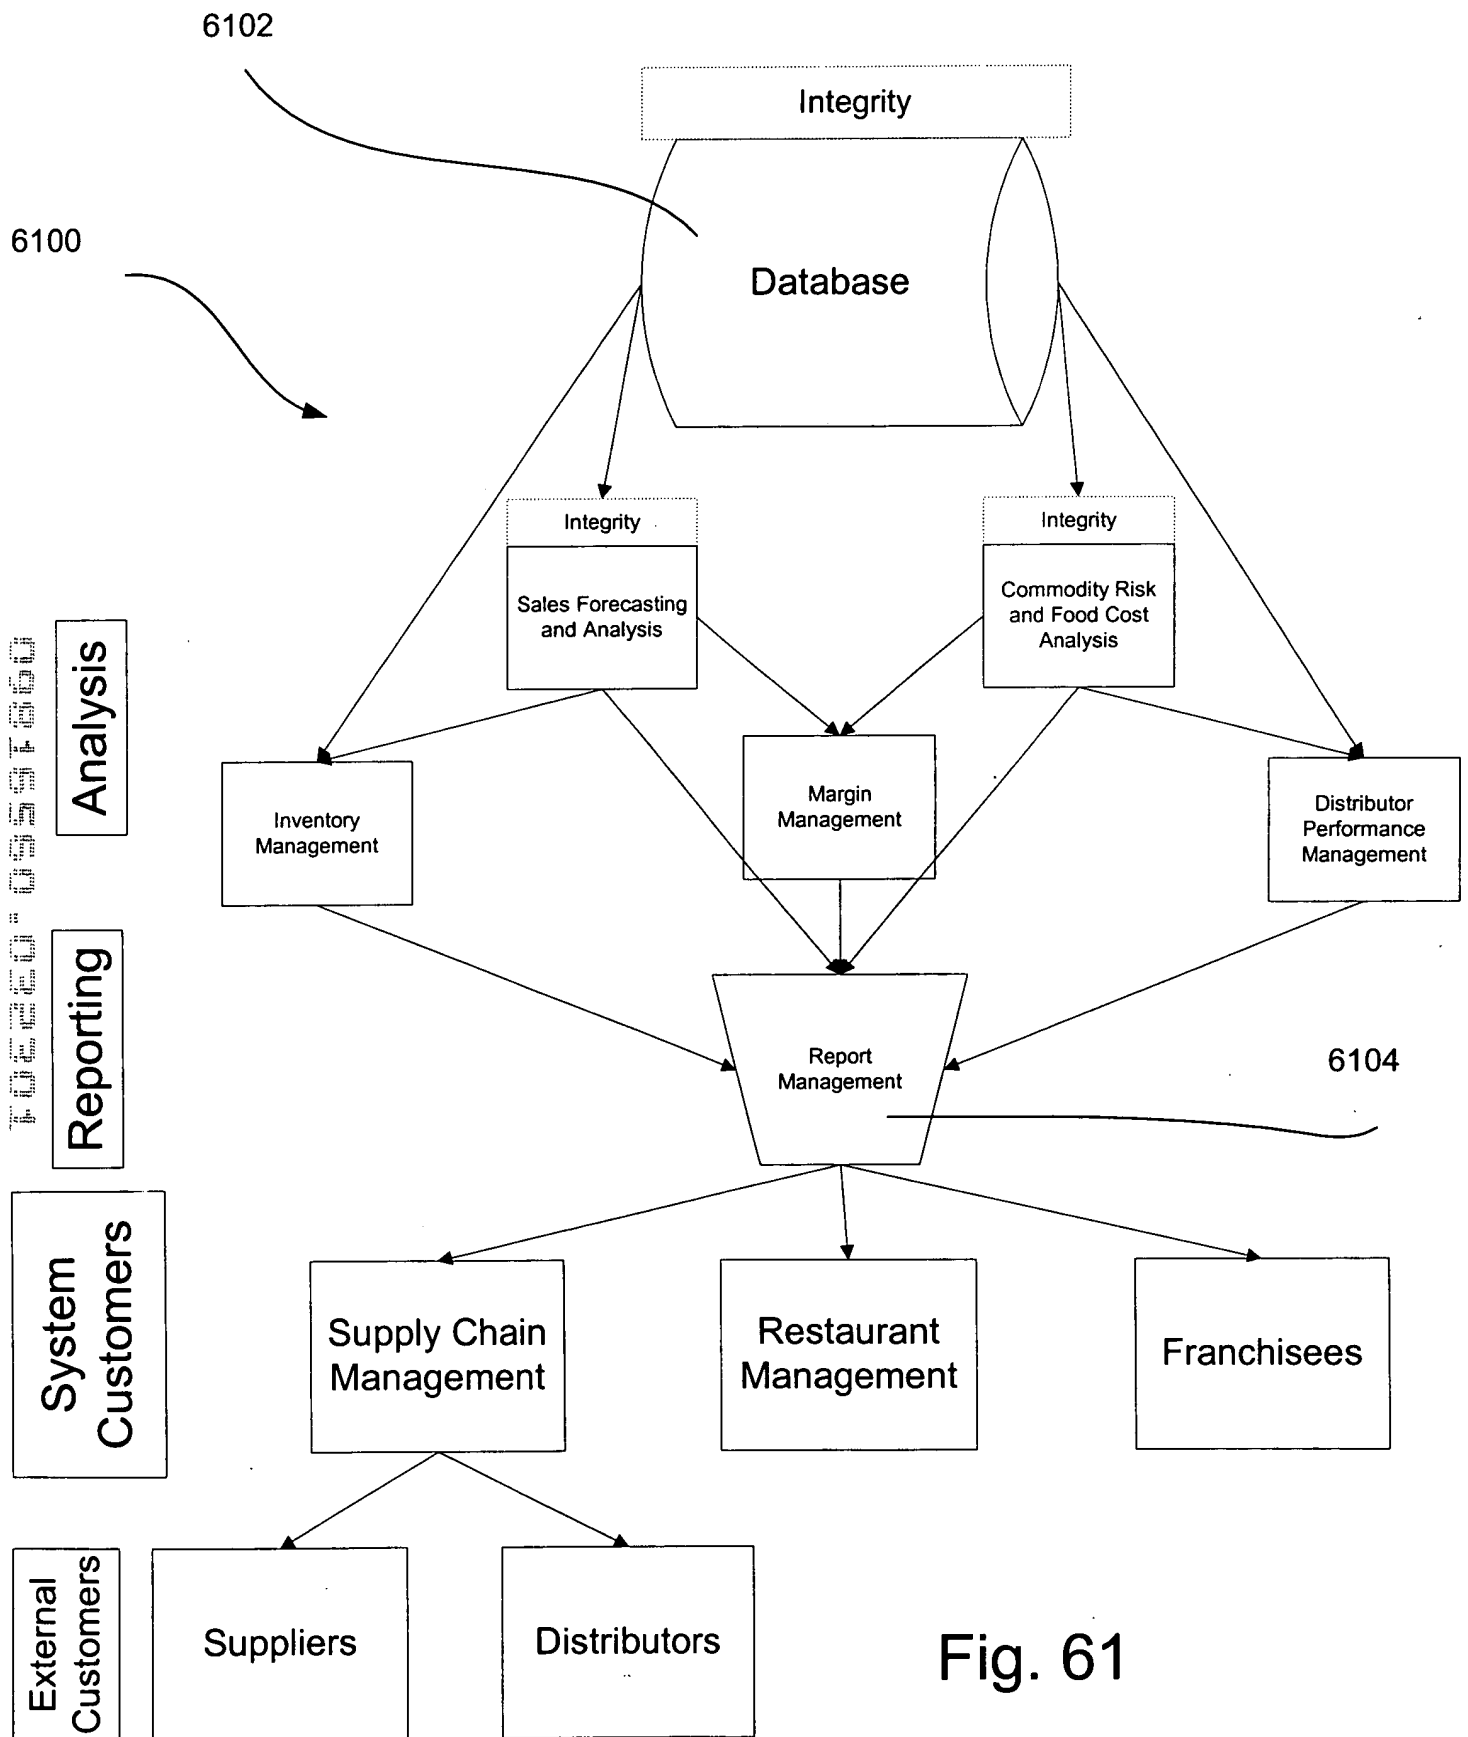 6102
Integrity
6100
Database
Integrity
Integrity
Sales Forecasting
and Analysis
Commodity Risk
and Food Cost
Analysis
Analysis
Inventory
Management
Margin
Management
Distributor
Performance
Management
Reporting
Report
Management
6104
System
Customers
Supply Chain
Management
Restaurant
Management
Franchisees
External
Customers
Suppliers
Distributors
Fig. 61